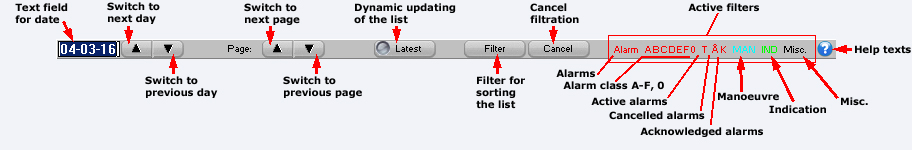 Text field
for date
Switch to
next day
Switch to
next page
Dynamic updating
of the list
Cancel
filtration
Active filters
04-03-16
Page:
Latest
Filter
Cancel
Alarm ABCDEF0 T Å K MAN IND Misc.
?
Help texts
Switch to
previous day
Switch to
previous page
Filter for
sorting
the list
Alarms
Alarm class A-F, 0
Active alarms
Cancelled alarms
Acknowledged alarms
Manoeuvre
Indication
Misc.